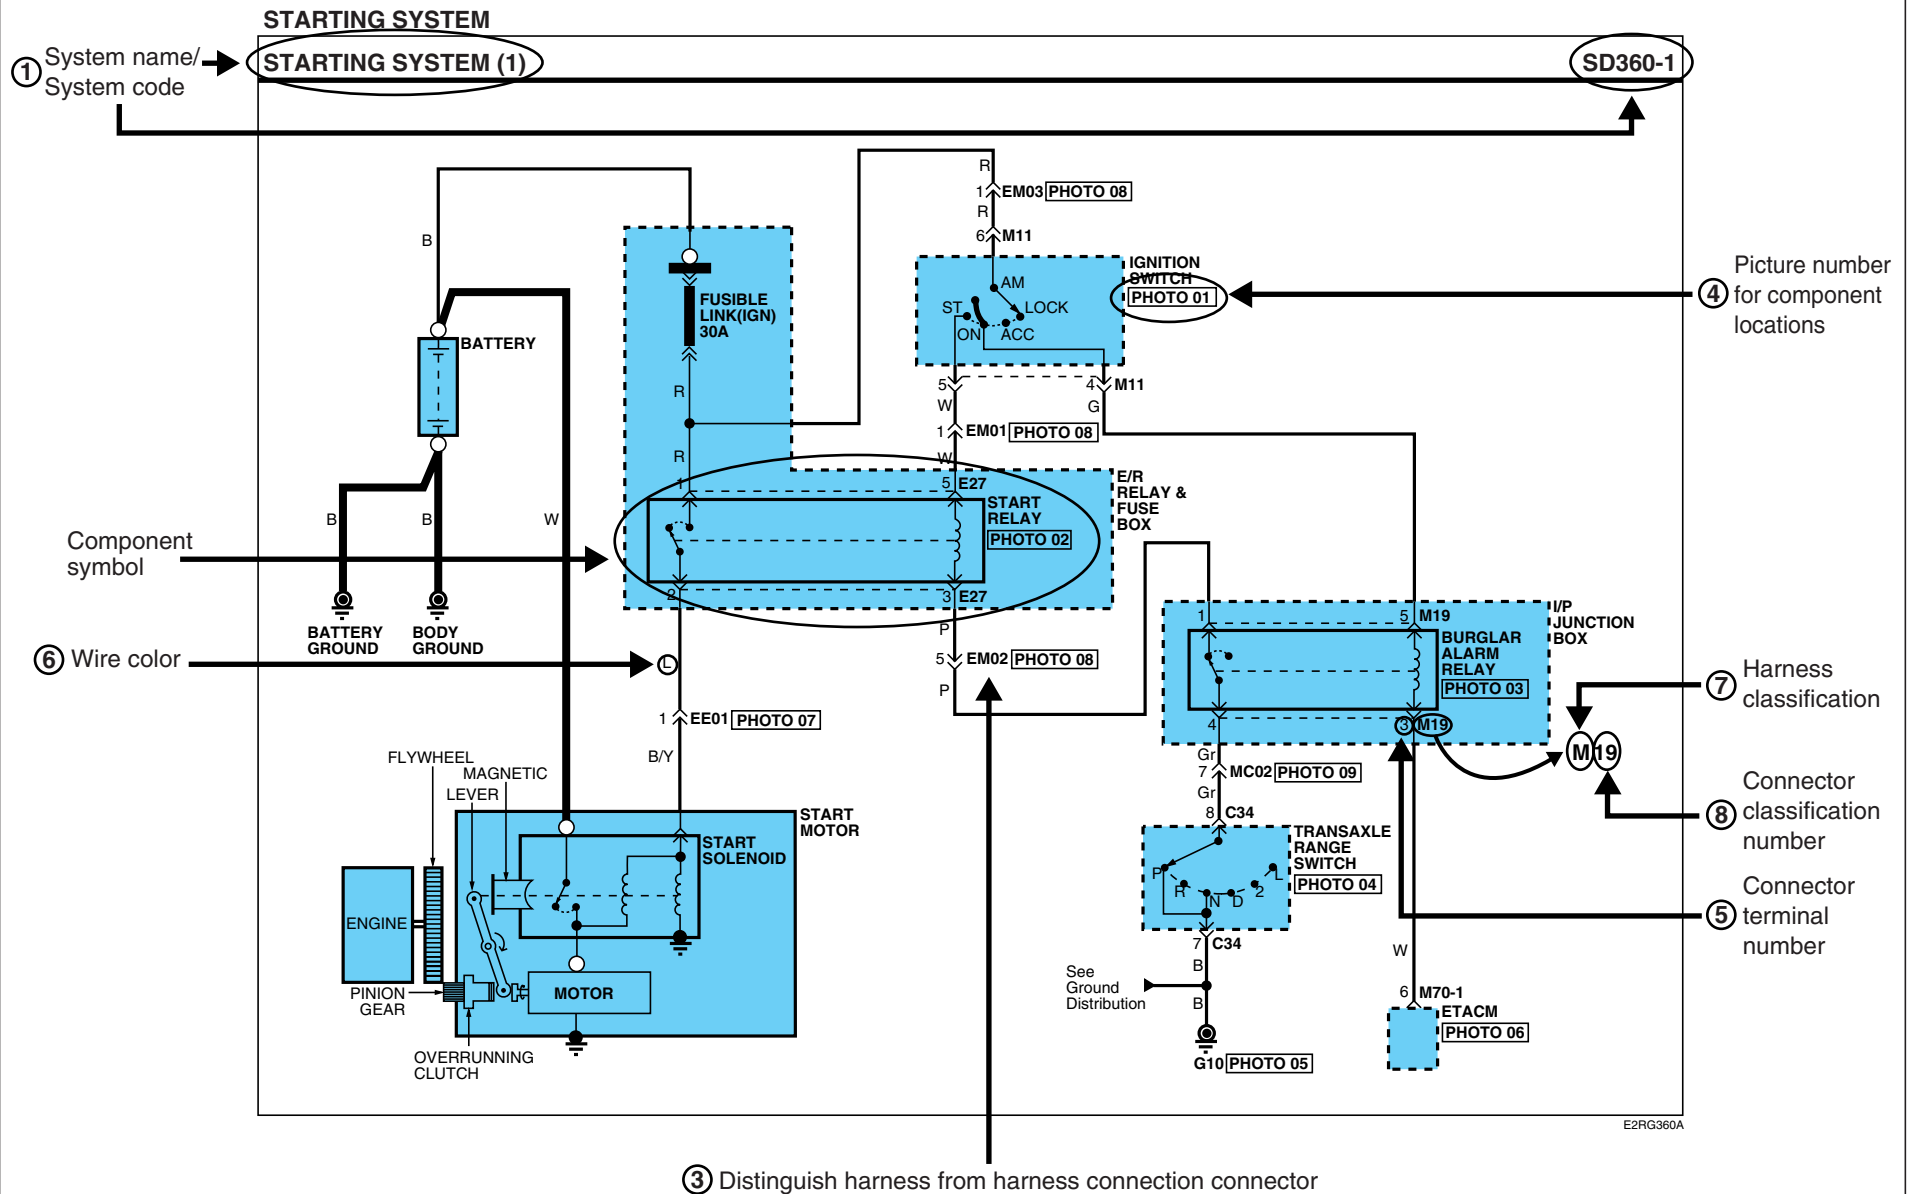 STARTING SYSTEM
STARTING SYSTEM (1)
SD360-1
1 System name/
System code
R
1 EM03 PHOTO 08
R
6 M11
B
IGNITION
SWITCH
PHOTO 01
4 Picture number
for component
locations
AM
ST
LOCK
ON ACC
FUSIBLE
LINK(IGN)
30A
BATTERY
5
4 M11
R
W
G
1 EM01 PHOTO 08
R
W
1
5 E27
START
RELAY
PHOTO 02
E/R
RELAY &
FUSE
BOX
B
B
W
Component
symbol
2
3 E27
BATTERY
GROUND
BODY
GROUND
P
1
5 M19
I/P
JUNCTION
BOX
BURGLAR
ALARM
RELAY
PHOTO 03
6 Wire color
L
5 EM02 PHOTO 08
P
7 Harness
classification
1 EE01 PHOTO 07
4
3 M19
M 19
B/Y
Gr
7 MC02 PHOTO 09
Gr
8 Connector
classification
number
FLYWHEEL
MAGNETIC
LEVER
START
MOTOR
START
SOLENOID
8 C34
TRANSAXLE
RANGE
SWITCH
PHOTO 04
P
R
N
D
2
L
ENGINE
5 Connector
terminal
number
7 C34
B
W
See
Ground
Distribution
B
PINION
GEAR
MOTOR
6 M70-1
ETACM
PHOTO 06
OVERRUNNING
CLUTCH
G10 PHOTO 05
E2RG360A
3 Distinguish harness from harness connection connector